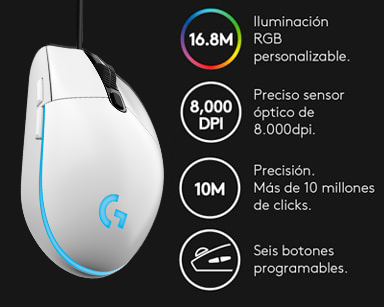 16.8M
Iluminación
RGB
personalizable.
8,000
DPI
Preciso sensor
óptico de
8.000dpi.
10M
Precisión.
Más de 10 millones
de clicks.
Seis botones
programables.